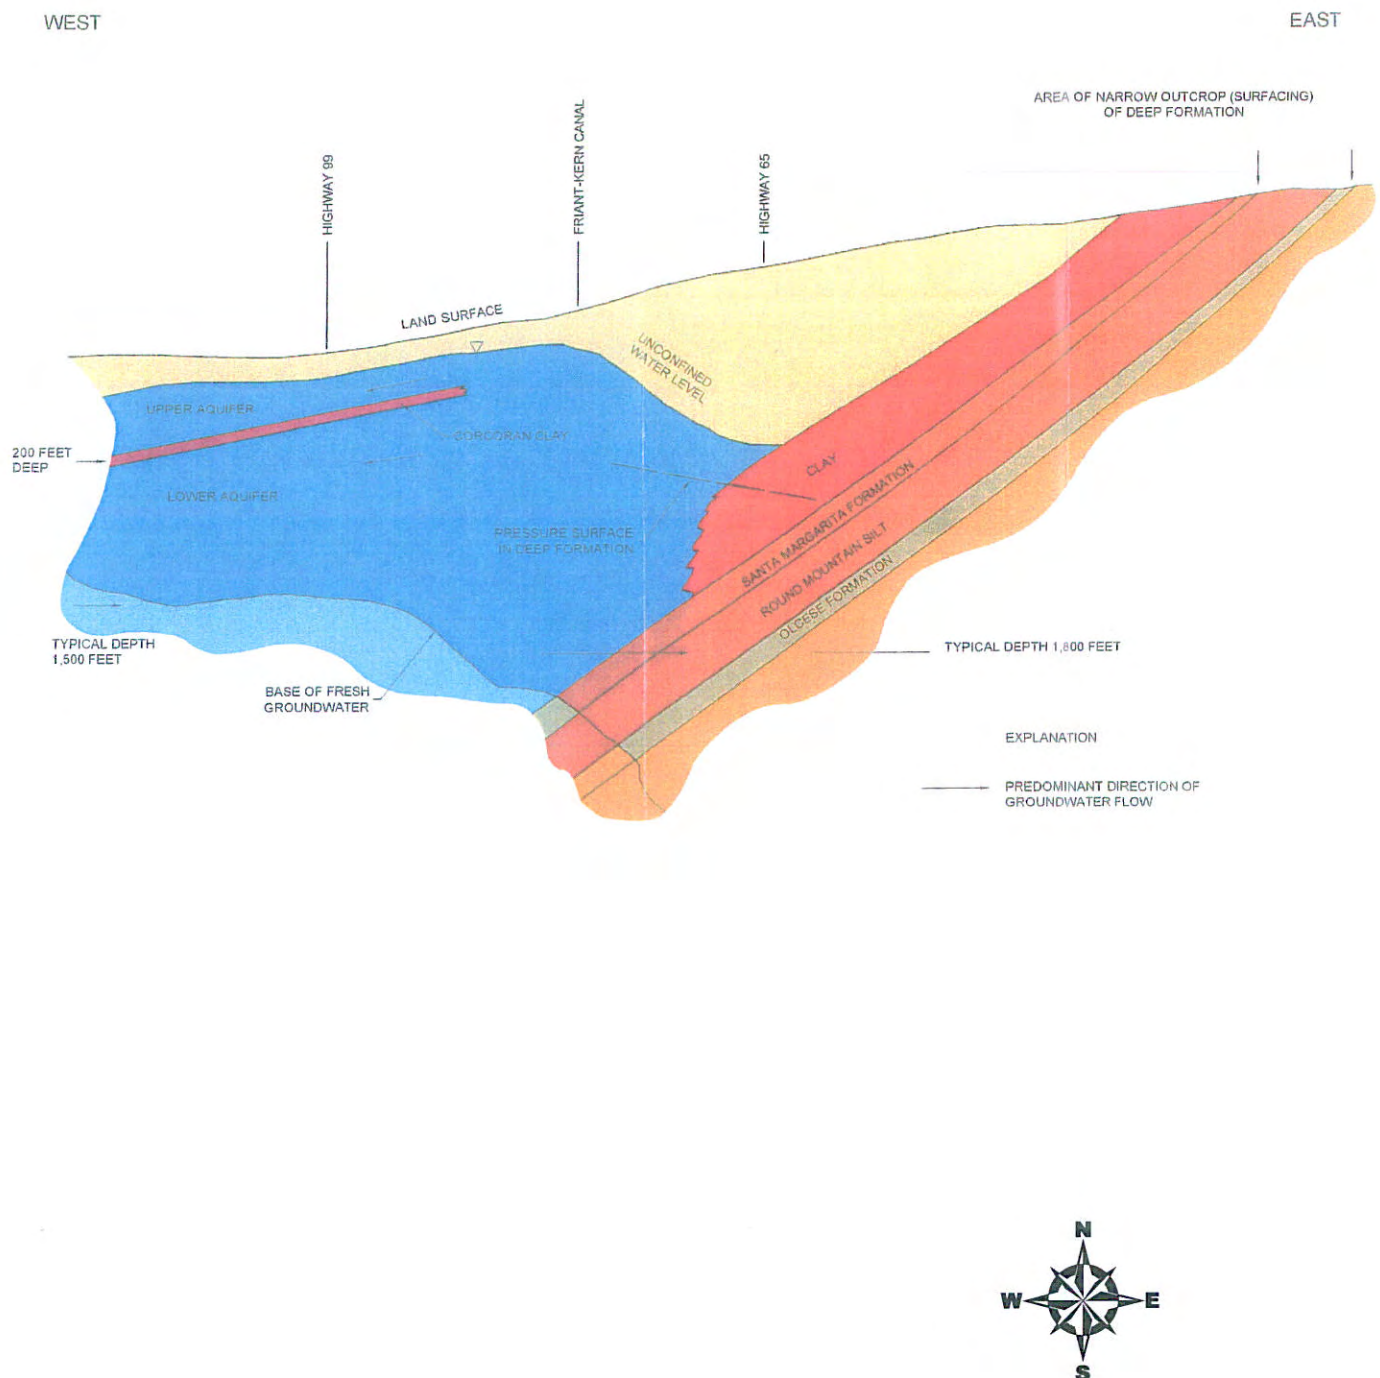 WEST
EAST
AREA OF NARROW OUTCROP (SURFACING)
OF DEEP FORMATION
HIGHWAY 99
FRIANT-KERN CANAL
HIGHWAY 65
LAND SURFACE
UNCONFINED
WATER LEVEL
UPPER AQUIFER
CORCORAN CLAY
200 FEET
DEEP
LOWER AQUIFER
CLAY
PRESSURE SURFACE
IN DEEP FORMATION
SANTA MARGARITA FORMATION
ROUND MOUNTAIN SILT
OLCESE FORMATION
TYPICAL DEPTH
1,500 FEET
TYPICAL DEPTH 1,800 FEET
BASE OF FRESH
GROUNDWATER
EXPLANATION
PREDOMINANT DIRECTION OF
GROUNDWATER FLOW
N
W
E
S